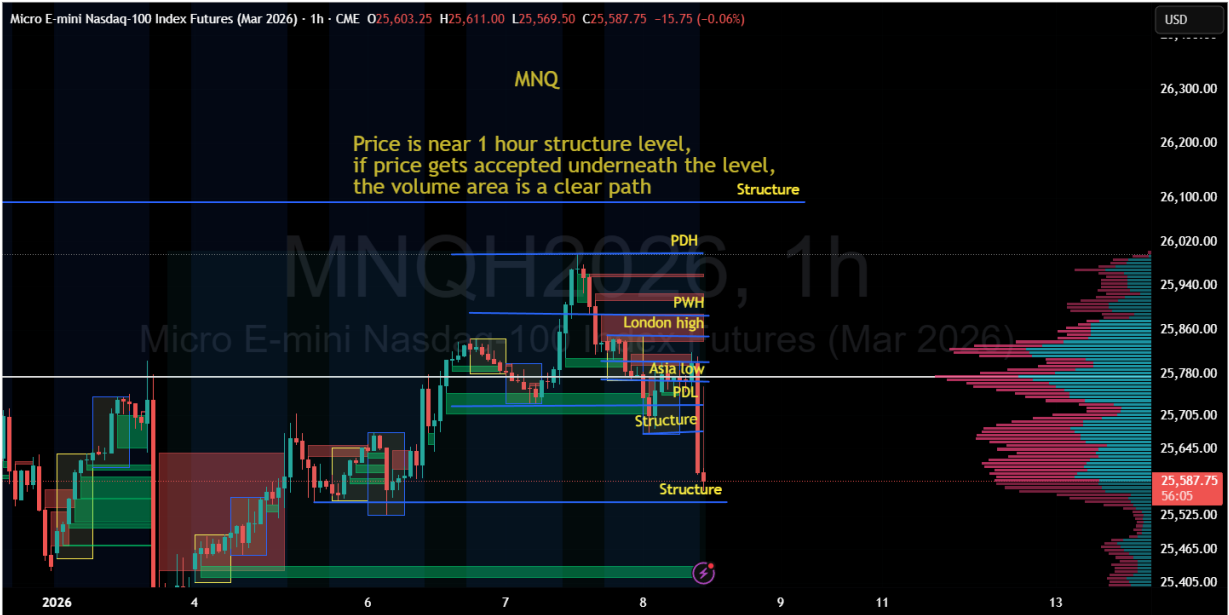 Micro E-mini Nasdaq-100 Index Futures (Mar 2026) · 1h · CME O25,603.25 H25,611.00 L25,569.50 C25,587.75 −15.75 (−0.06%)
USD
MNQ
26,300.00
Price is near 1 hour structure level,
if price gets accepted underneath the level,
the volume area is a clear path
26,200.00
Structure
26,100.00
PDH
26,020.00
MNQH2026, 1h
25,940.00
PWH
London high
25,860.00
Micro E-mini Nasdaq-100 Index Futures (Mar 2026)
Asia low
25,780.00
PDL
Structure
25,705.00
25,645.00
Structure
25,587.75
56:05
25,525.00
25,465.00
25,405.00
2026 4 6 7 8 9 11 13